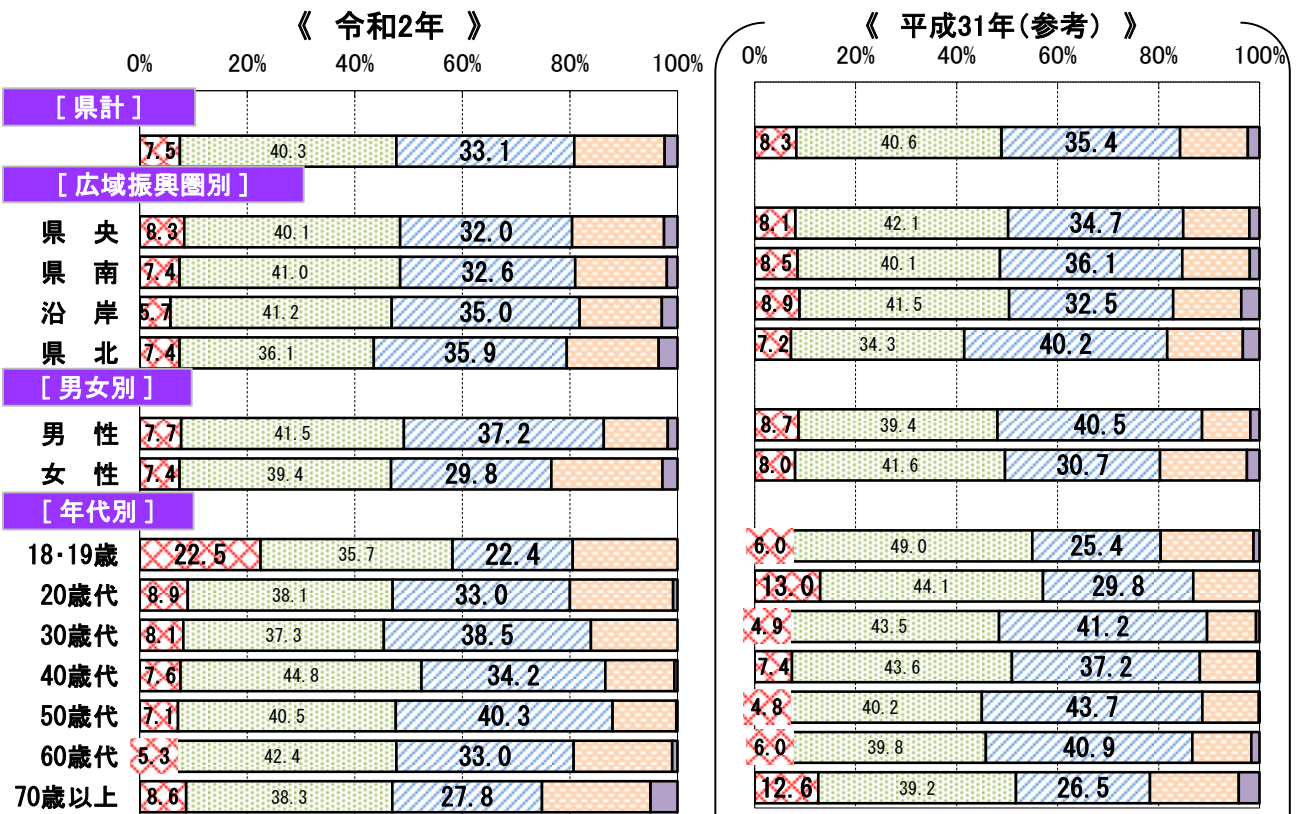 《 令和2年 》 《 平成31年(参考) 》
0% 20% 40% 60% 80% 100% 0% 20% 40% 60% 80% 100%
[ 県計 ]
7.5 40.3 33.1 8.3 40.6 35.4
[ 広域振興圏別 ]
県 央 8.3 40.1 32.0 8.1 42.1 34.7
県 南 7.4 41.0 32.6 8.5 40.1 36.1
沿 岸 5.7 41.2 35.0 8.9 41.5 32.5
県 北 7.4 36.1 35.9 7.2 34.3 40.2
[ 男女別 ]
男 性 7.7 41.5 37.2 8.7 39.4 40.5
女 性 7.4 39.4 29.8 8.0 41.6 30.7
[ 年代別 ]
18・19歳 22.5 35.7 22.4 6.0 49.0 25.4
20歳代 8.9 38.1 33.0 13.0 44.1 29.8
30歳代 8.1 37.3 38.5 4.9 43.5 41.2
40歳代 7.6 44.8 34.2 7.4 43.6 37.2
50歳代 7.1 40.5 40.3 4.8 40.2 43.7
60歳代 5.3 42.4 33.0 6.0 39.8 40.9
70歳以上 8.6 38.3 27.8 12.6 39.2 26.5